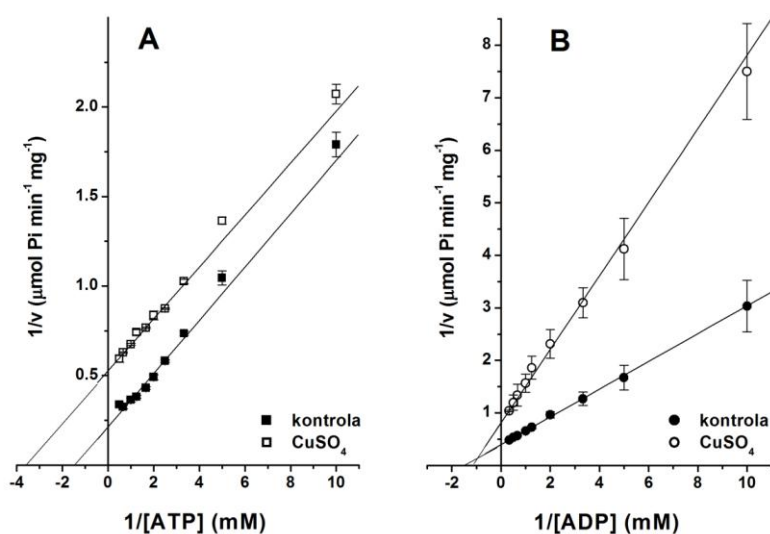 A
1/v (µmol Pi min⁻¹ mg⁻¹)
2.0
1.5
1.0
0.5
-4 -2 0 2 4 6 8 10
1/[ATP] (mM)
kontrola
CuSO₄
B
1/v (µmol Pi min⁻¹ mg⁻¹)
8
7
6
5
4
3
2
1
-4 -2 0 2 4 6 8 10
1/[ADP] (mM)
kontrola
CuSO₄